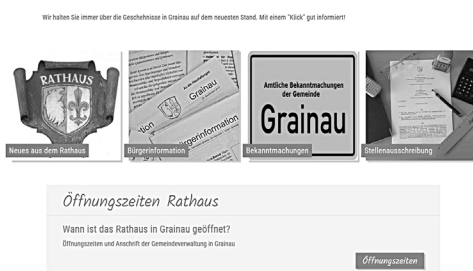 Wir halten Sie immer über die Geschehnisse in Grainau auf dem neuesten Stand. Mit einem "Klick" gut informiert!
RATHAUS
Neues aus dem Rathaus
Grainau
Bürgerinformation
Bürgerinformation
Amtliche Bekanntmachungen
der Gemeinde
Grainau
Bekanntmachungen
Stellenausschreibung
Öffnungszeiten Rathaus
Wann ist das Rathaus in Grainau geöffnet?
Öffnungszeiten und Anschrift der Gemeindeverwaltung in Grainau
Öffnungszeiten